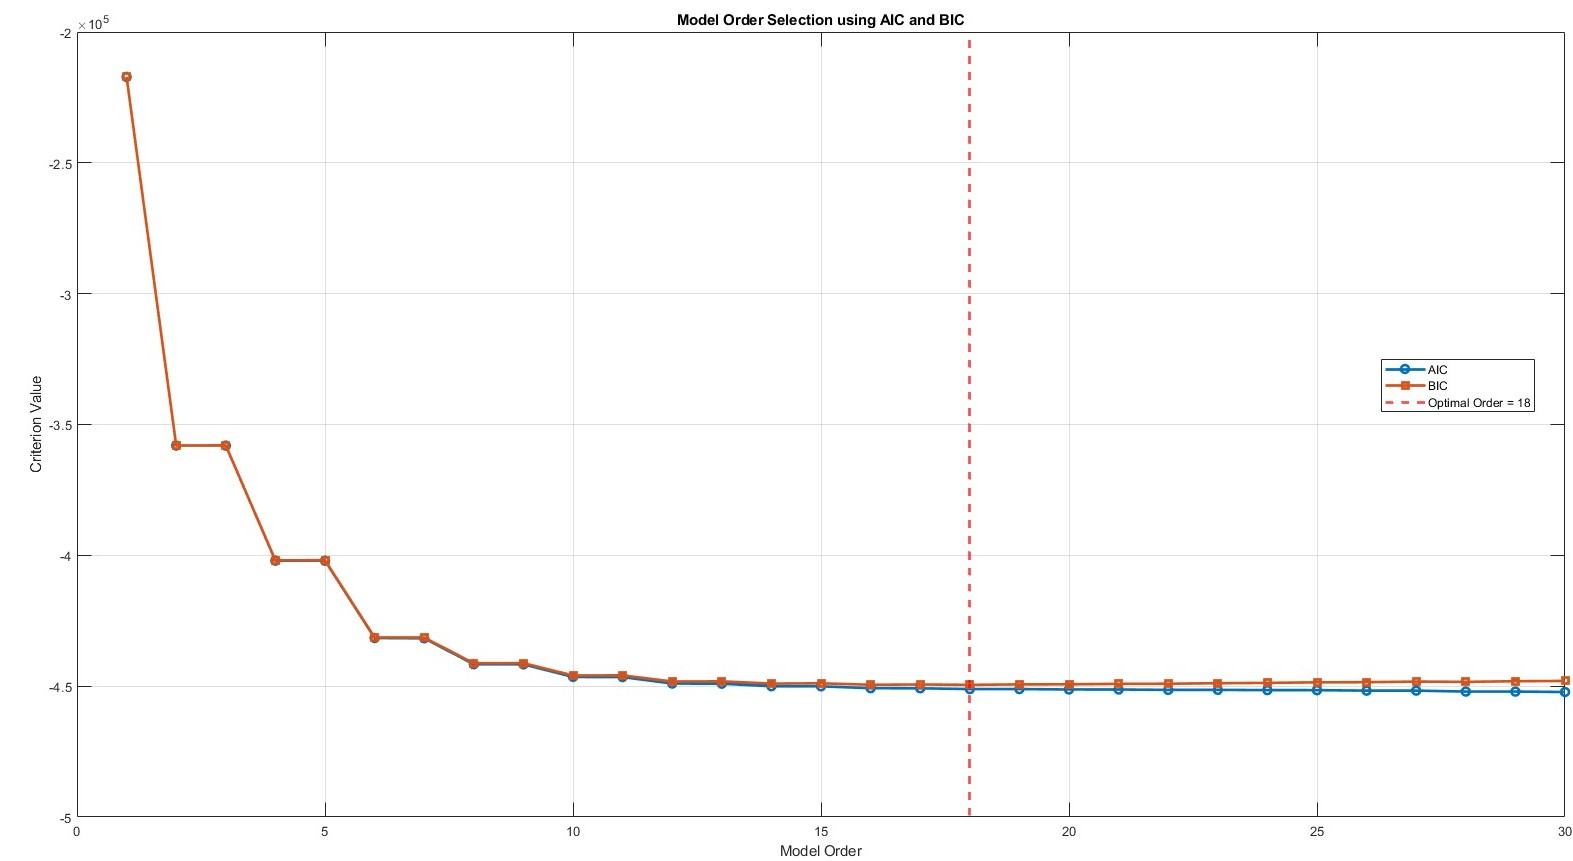 Model Order Selection using AIC and BIC
×10^5
-2
-2.5
-3
-3.5
-4
-4.5
-5
Criterion Value
AIC
BIC
Optimal Order = 18
0 5 10 15 20 25 30
Model Order